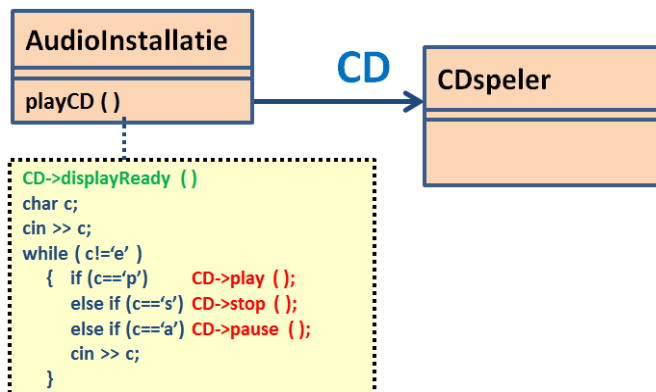 AudioInstallatie
playCD ( )
CD
CDspeler
CD->displayReady ( )
char c;
cin >> c;
while ( c!=‘e’ )
{ if (c==‘p’) CD->play ( );
else if (c==‘s’) CD->stop ( );
else if (c==‘a’) CD->pause ( );
cin >> c;
}